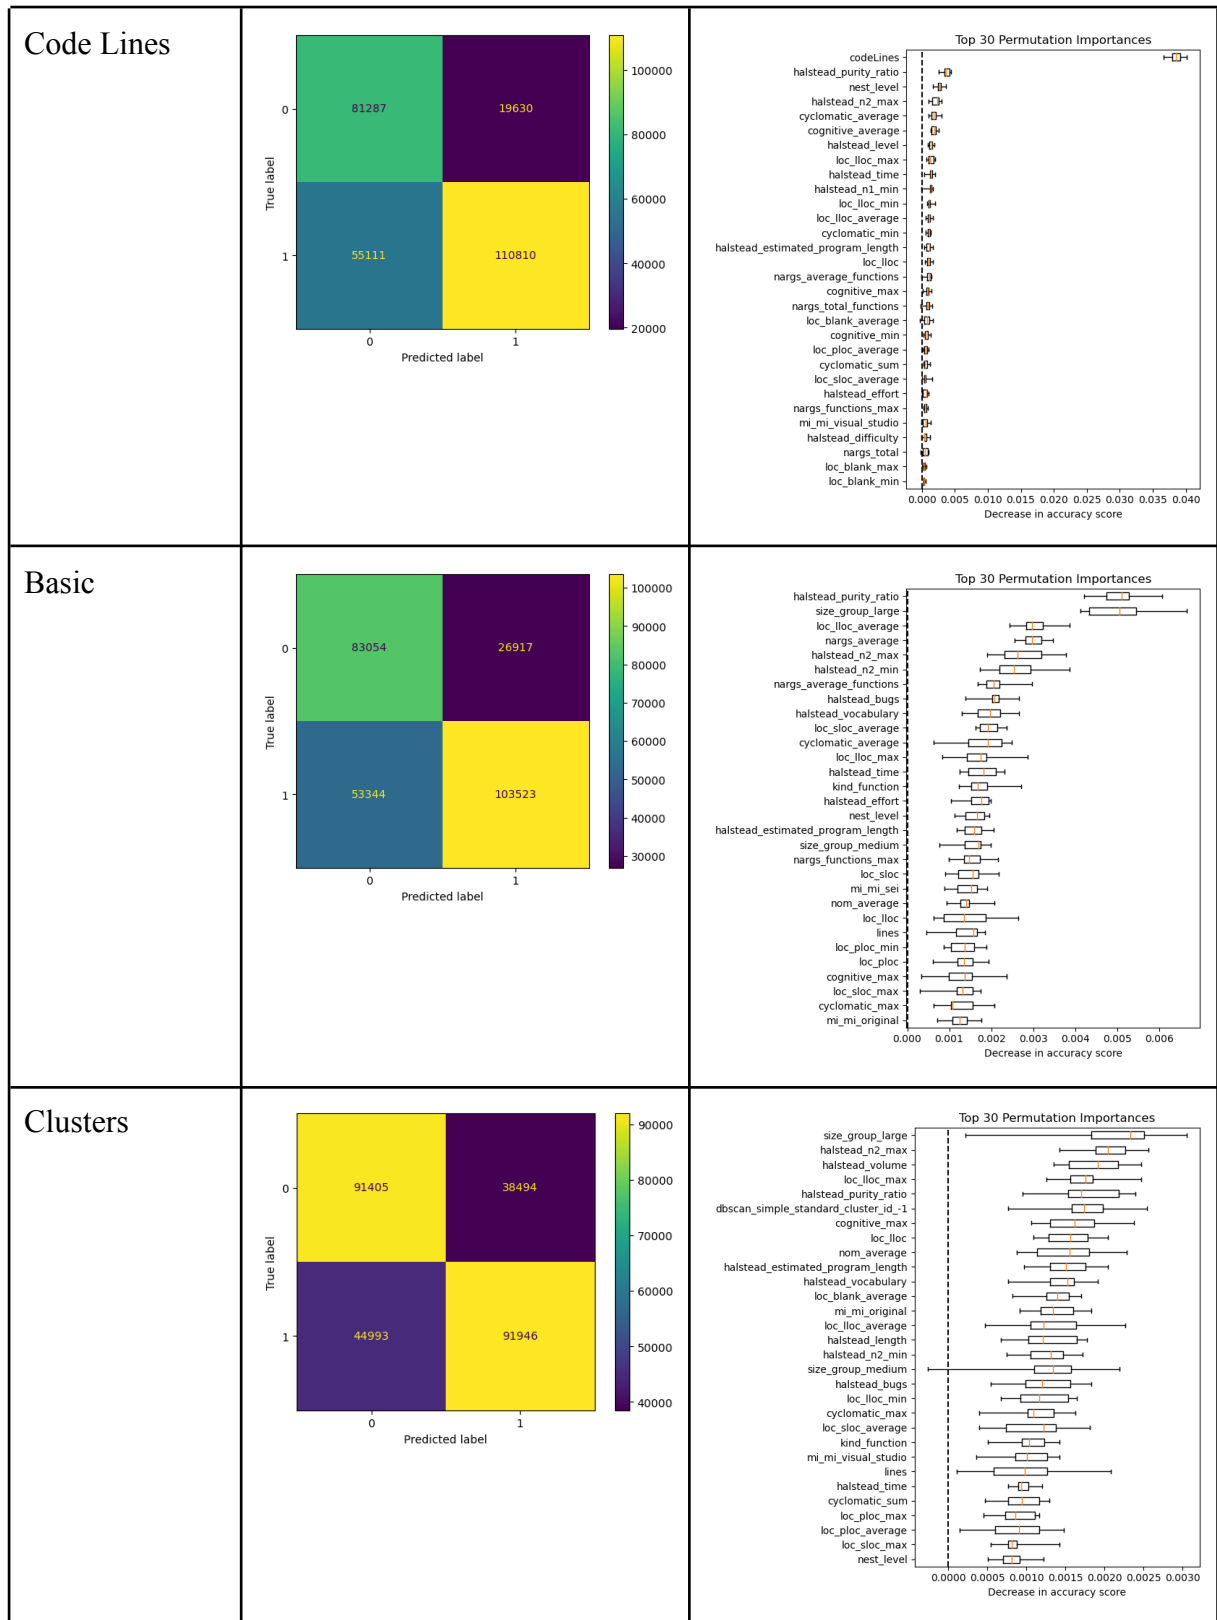 Code Lines
81287
19630
55111
110810
0
1
0
1
True label
Predicted label
100000
80000
60000
40000
20000
Top 30 Permutation Importances
codeLines
halstead_purity_ratio
nest_level
halstead_n2_max
cyclomatic_average
cognitive_average
halstead_level
loc_lloc_max
halstead_time
halstead_n1_min
loc_lloc_min
loc_lloc_average
cyclomatic_min
halstead_estimated_program_length
loc_lloc
nargs_average_functions
cognitive_max
nargs_total_functions
loc_blank_average
cognitive_min
loc_ploc_average
cyclomatic_sum
loc_sloc_average
halstead_effort
nargs_functions_max
mi_mi_visual_studio
halstead_difficulty
nargs_total
loc_blank_max
loc_blank_min
0.000 0.005 0.010 0.015 0.020 0.025 0.030 0.035 0.040
Decrease in accuracy score
Basic
83054
26917
53344
103523
0
1
0
1
True label
Predicted label
100000
90000
80000
70000
60000
50000
40000
30000
Top 30 Permutation Importances
halstead_purity_ratio
size_group_large
loc_lloc_average
nargs_average
halstead_n2_max
halstead_n2_min
nargs_average_functions
halstead_bugs
halstead_vocabulary
loc_sloc_average
cyclomatic_average
loc_lloc_max
halstead_time
kind_function
halstead_effort
nest_level
halstead_estimated_program_length
size_group_medium
nargs_functions_max
loc_sloc
mi_mi_sei
nom_average
loc_lloc
lines
loc_ploc_min
loc_ploc
cognitive_max
loc_sloc_max
cyclomatic_max
mi_mi_original
0.000 0.001 0.002 0.003 0.004 0.005 0.006
Decrease in accuracy score
Clusters
91405
38494
44993
91946
0
1
0
1
True label
Predicted label
90000
80000
70000
60000
50000
40000
Top 30 Permutation Importances
size_group_large
halstead_n2_max
halstead_volume
loc_lloc_max
halstead_purity_ratio
dbscan_simple_standard_cluster_id_-1
cognitive_max
loc_lloc
nom_average
halstead_estimated_program_length
halstead_vocabulary
loc_blank_average
mi_mi_original
loc_lloc_average
halstead_length
halstead_n2_min
size_group_medium
halstead_bugs
loc_lloc_min
cyclomatic_max
loc_sloc_average
kind_function
mi_mi_visual_studio
lines
halstead_time
cyclomatic_sum
loc_ploc_max
loc_ploc_average
loc_sloc_max
nest_level
0.0000 0.0005 0.0010 0.0015 0.0020 0.0025 0.0030
Decrease in accuracy score